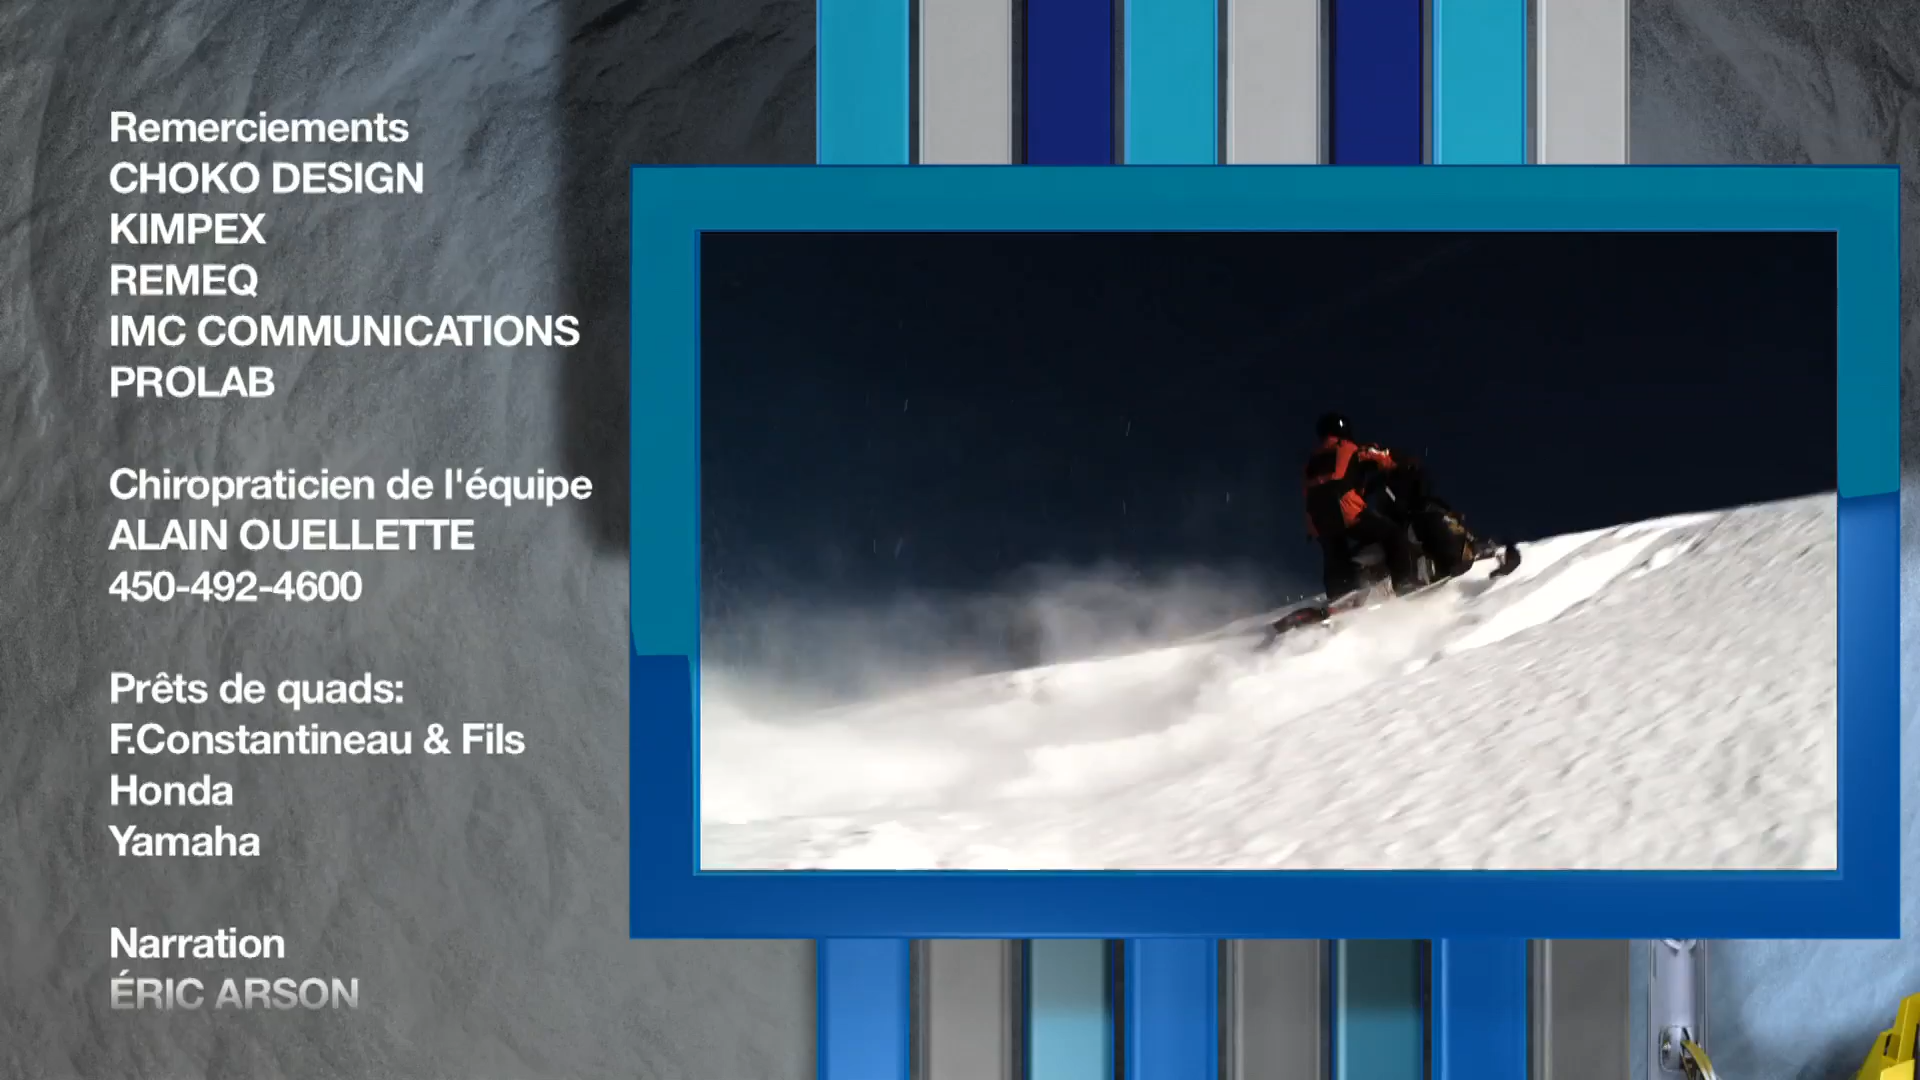 Remerciements
CHOKO DESIGN
KIMPEX
REMEQ
IMC COMMUNICATIONS
PROLAB
Chiropraticien de l'équipe
ALAIN OUELLETTE
450-492-4600
Prêts de quads:
F.Constantineau & Fils
Honda
Yamaha
Narration
ÉRIC ARSON